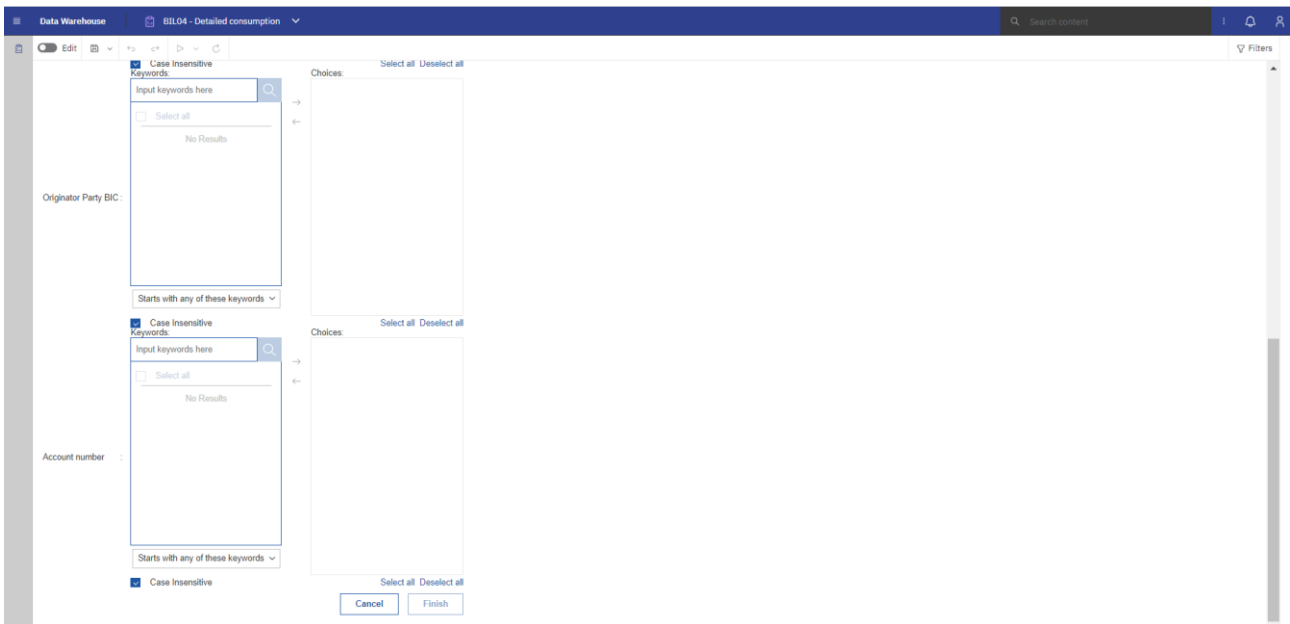 Data Warehouse BIL04 - Detailed consumption Search content
Edit Filters
Case Insensitive Select all Deselect all
Keywords: Choices:
Input keywords here
Select all
No Results
Originator Party BIC :
Starts with any of these keywords
Case Insensitive Select all Deselect all
Keywords: Choices:
Input keywords here
Select all
No Results
Account number :
Starts with any of these keywords
Case Insensitive Select all Deselect all
Cancel Finish